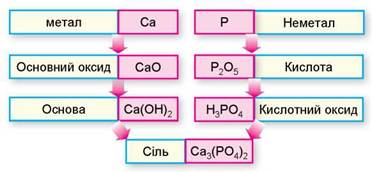 метал Ca P Неметал
Основний оксид CaO P₂O₅ Кислота
Основа Ca(OH)₂ H₃PO₄ Кислотний оксид
Сіль Ca₃(PO₄)₂